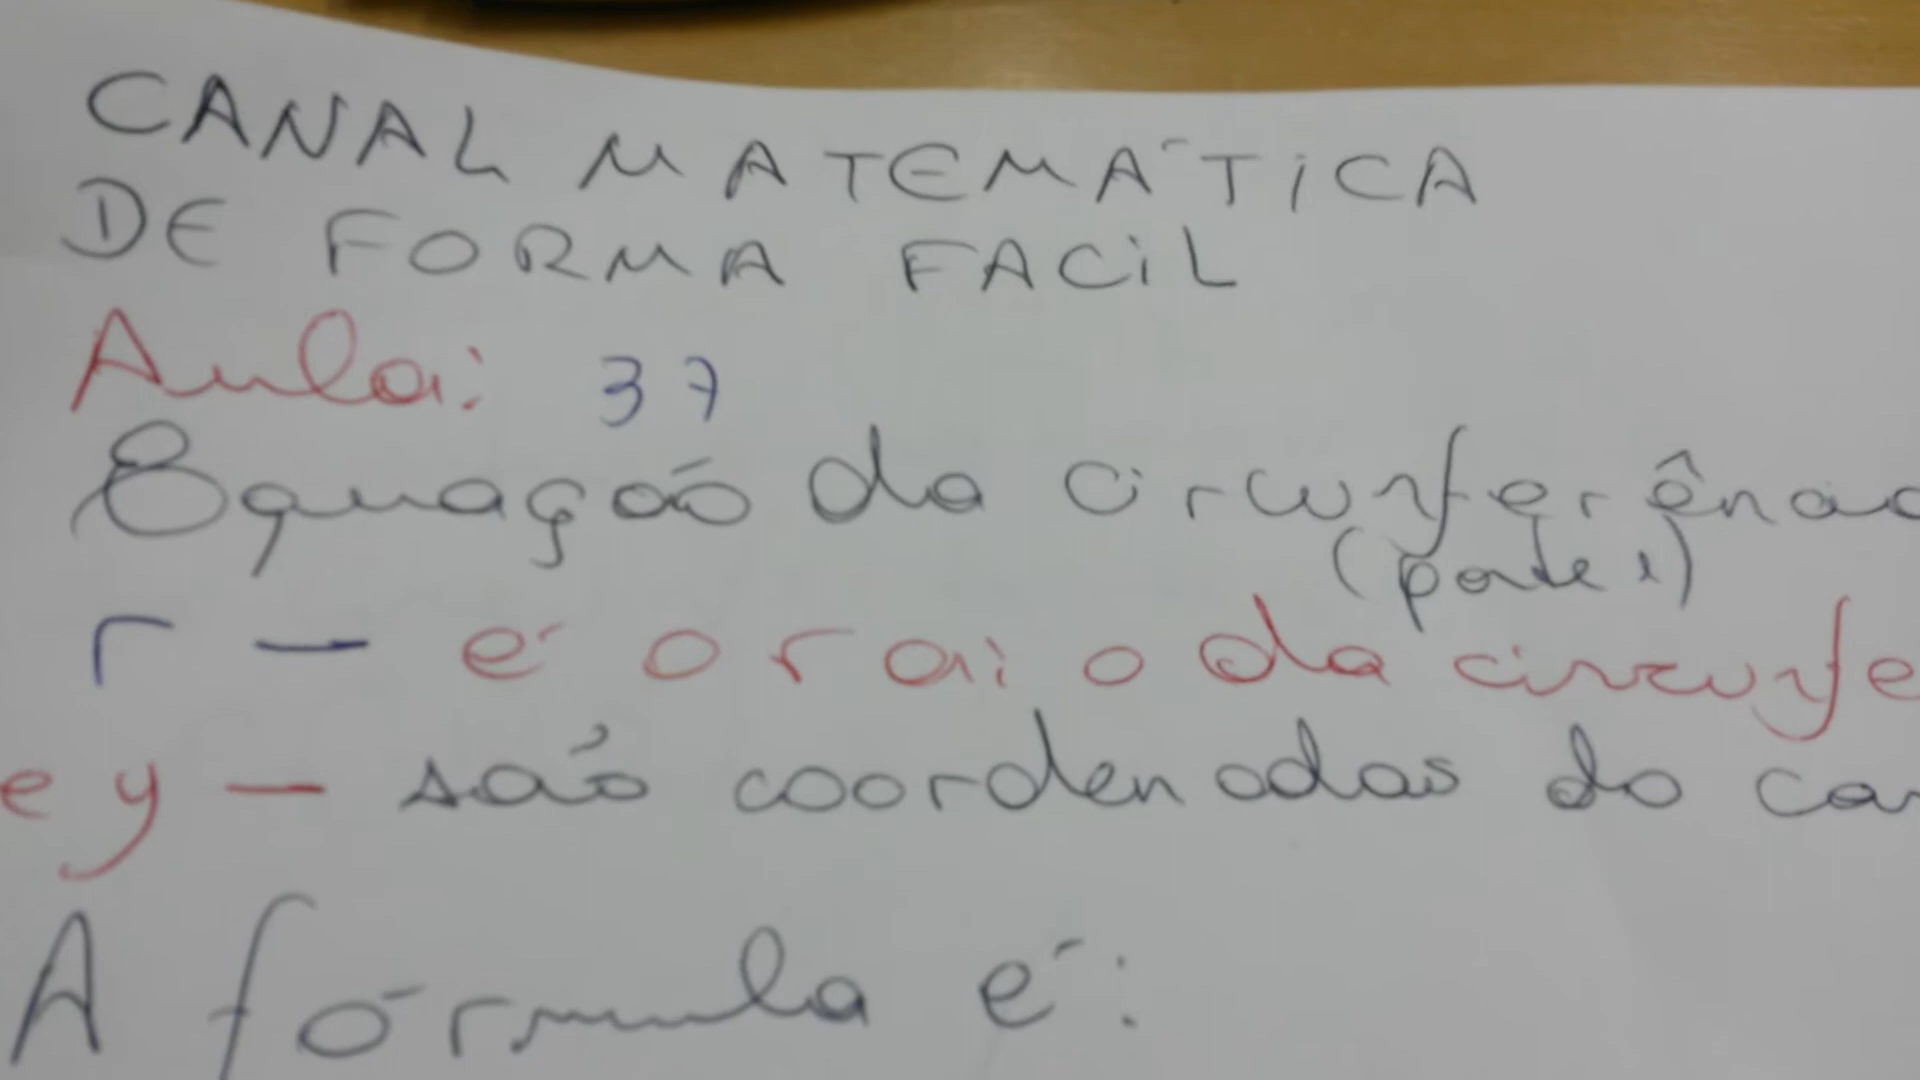 CANAL MATEMÁTICA
DE FORMA FACIL
Aula: 37
Equação da circunferência
(parte 1)
r — é o raio da circunfe
e y — são coordenadas do
A fórmula é: